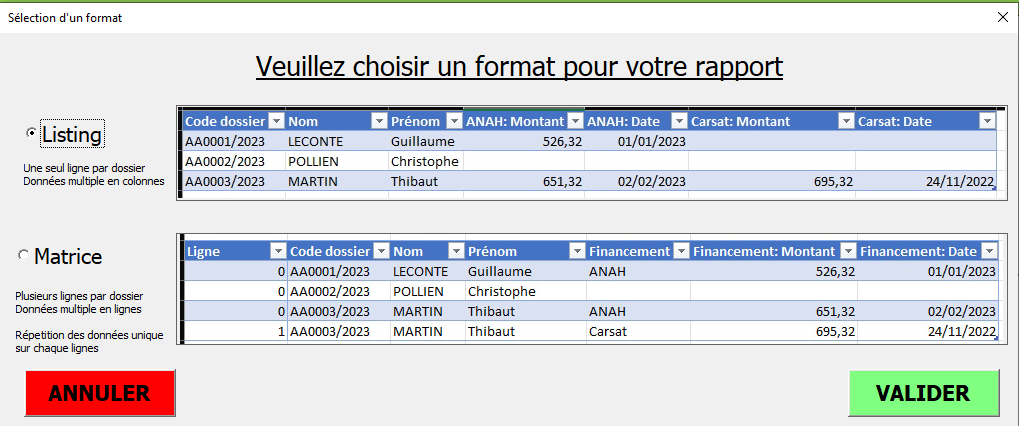 Sélection d'un format
Veuillez choisir un format pour votre rapport
Listing
Une seul ligne par dossier
Données multiple en colonnes
Code dossier Nom Prénom ANAH: Montant ANAH: Date Carsat: Montant Carsat: Date
AA0001/2023 LECONTE Guillaume 526,32 01/01/2023
AA0002/2023 POLLIEN Christophe
AA0003/2023 MARTIN Thibaut 651,32 02/02/2023 695,32 24/11/2022
Matrice
Plusieurs lignes par dossier
Données multiple en lignes
Répetition des données unique
sur chaque lignes
Ligne Code dossier Nom Prénom Financement Financement: Montant Financement: Date
0 AA0001/2023 LECONTE Guillaume ANAH 526,32 01/01/2023
0 AA0002/2023 POLLIEN Christophe
0 AA0003/2023 MARTIN Thibaut ANAH 651,32 02/02/2023
1 AA0003/2023 MARTIN Thibaut Carsat 695,32 24/11/2022
ANNULER
VALIDER